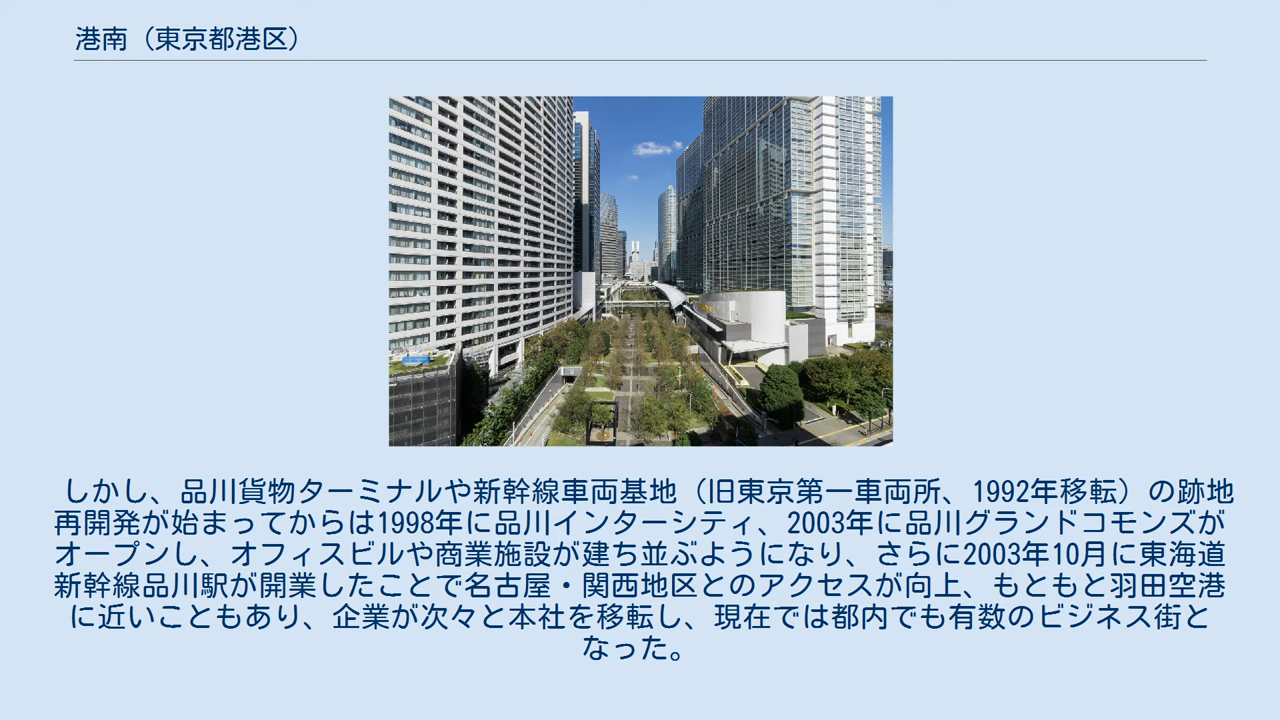 港南（東京都港区）
しかし、品川貨物ターミナルや新幹線車両基地（旧東京第一車両所、1992年移転）の跡地
再開発が始まってからは1998年に品川インターシティ、2003年に品川グランドコモンズが
オープンし、オフィスビルや商業施設が建ち並ぶようになり、さらに2003年10月に東海道
新幹線品川駅が開業したことで名古屋・関西地区とのアクセスが向上、もともと羽田空港
に近いこともあり、企業が次々と本社を移転し、現在では都内でも有数のビジネス街と
なった。